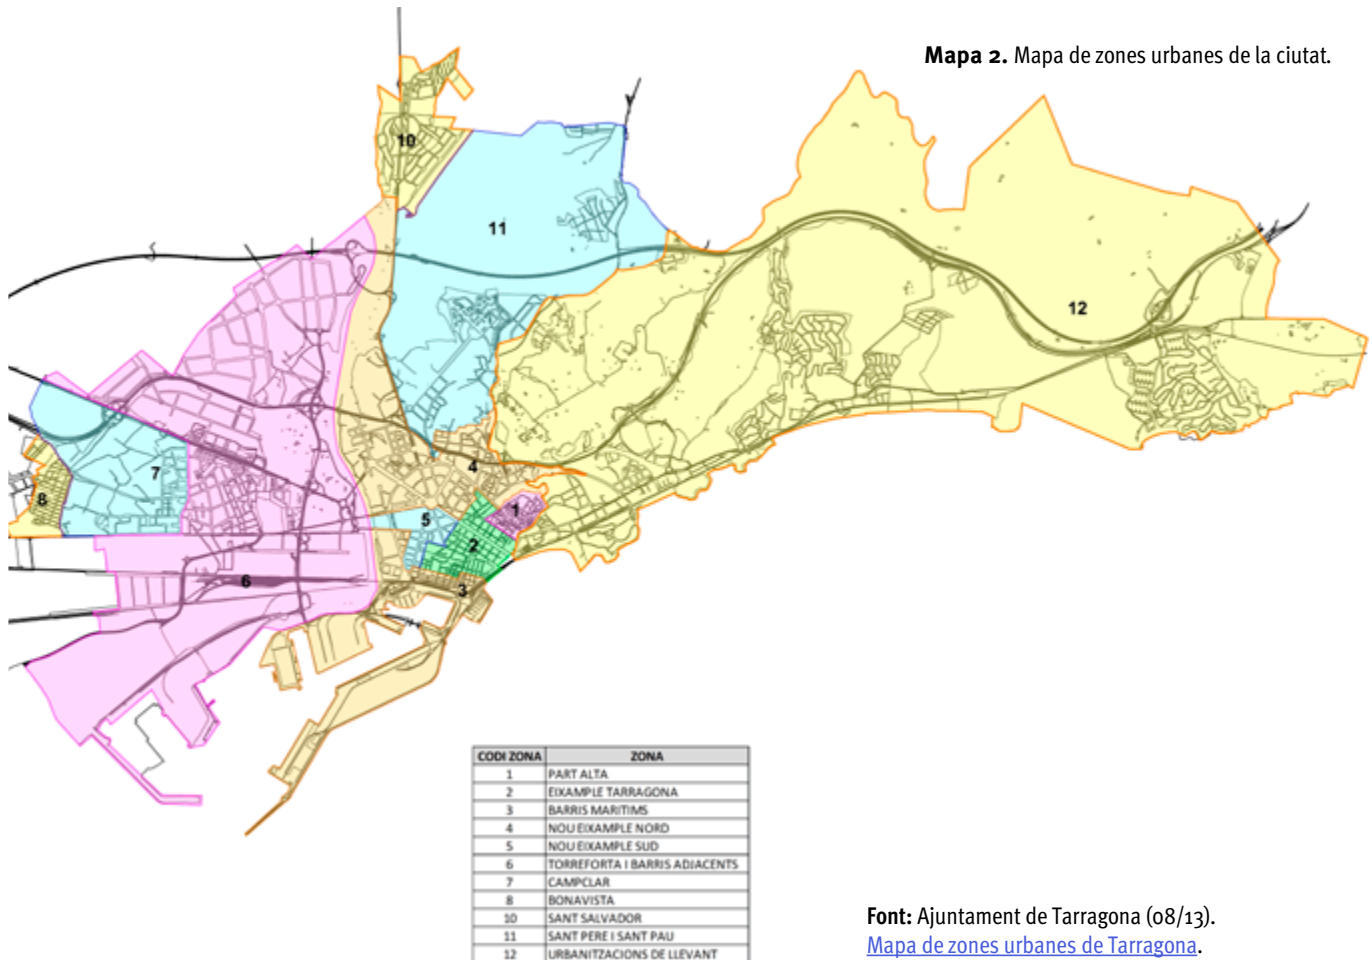 Mapa 2. Mapa de zones urbanes de la ciutat.
10
11
12
4
7
8
1
5
2
6
3
CODI ZONA ZONA
1 PART ALTA
2 EIXAMPLE TARRAGONA
3 BARRIS MARITIMS
4 NOU EIXAMPLE NORD
5 NOU EIXAMPLE SUD
6 TORREFORTA I BARRIS ADJACENTS
7 CAMPCLAR
8 BONAVISTA
10 SANT SALVADOR
11 SANT PERE I SANT PAU
12 URBANITZACIONS DE LLEVANT
Font: Ajuntament de Tarragona (08/13).
Mapa de zones urbanes de Tarragona.